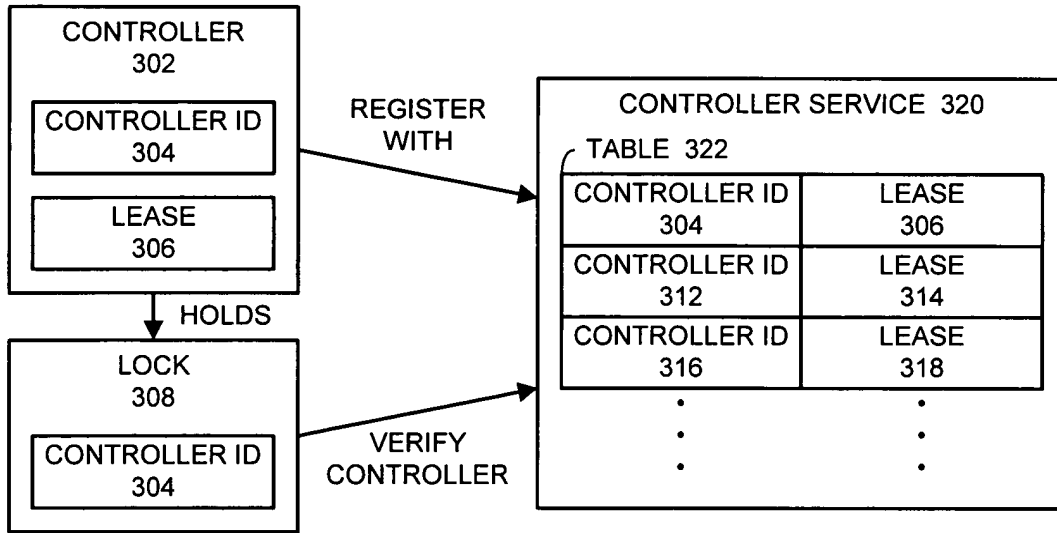 CONTROLLER
302
CONTROLLER ID
304
LEASE
306
HOLDS
LOCK
308
CONTROLLER ID
304
REGISTER
WITH
VERIFY
CONTROLLER
CONTROLLER SERVICE 320
TABLE 322
CONTROLLER ID LEASE
304 306
CONTROLLER ID LEASE
312 314
CONTROLLER ID LEASE
316 318